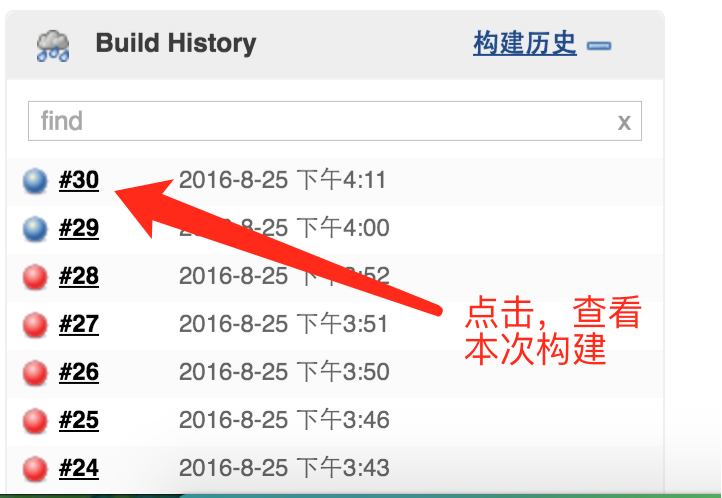 Build History 构建历史
find x
#30 2016-8-25 下午4:11
#29 2016-8-25 下午4:00
#28 2016-8-25 下午3:52
#27 2016-8-25 下午3:51
#26 2016-8-25 下午3:50
#25 2016-8-25 下午3:46
#24 2016-8-25 下午3:43
点击，查看
本次构建